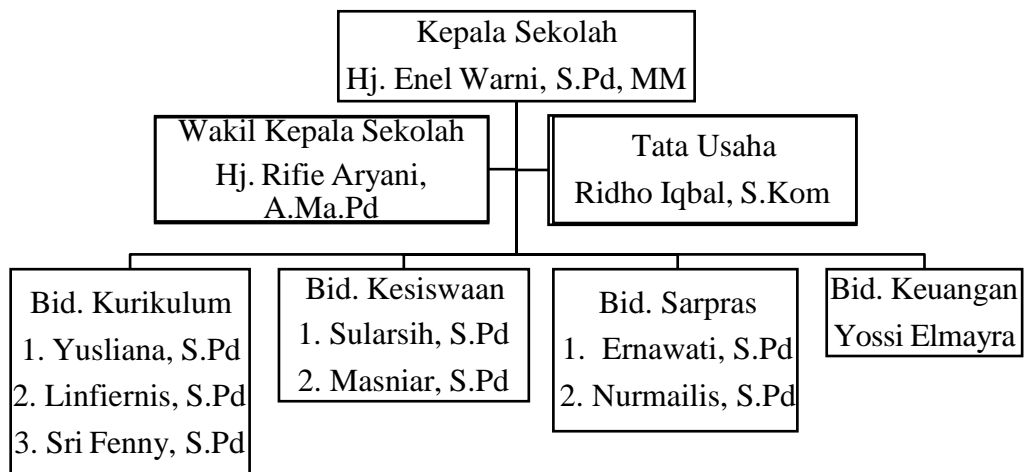 Kepala Sekolah
Hj. Enel Warni, S.Pd, MM
Wakil Kepala Sekolah
Hj. Rifie Aryani,
A.Ma.Pd
Tata Usaha
Ridho Iqbal, S.Kom
Bid. Kurikulum
1. Yusliana, S.Pd
2. Linfiernis, S.Pd
3. Sri Fenny, S.Pd
Bid. Kesiswaan
1. Sularsih, S.Pd
2. Masniar, S.Pd
Bid. Sarpras
1. Ernawati, S.Pd
2. Nurmailis, S.Pd
Bid. Keuangan
Yossi Elmayra